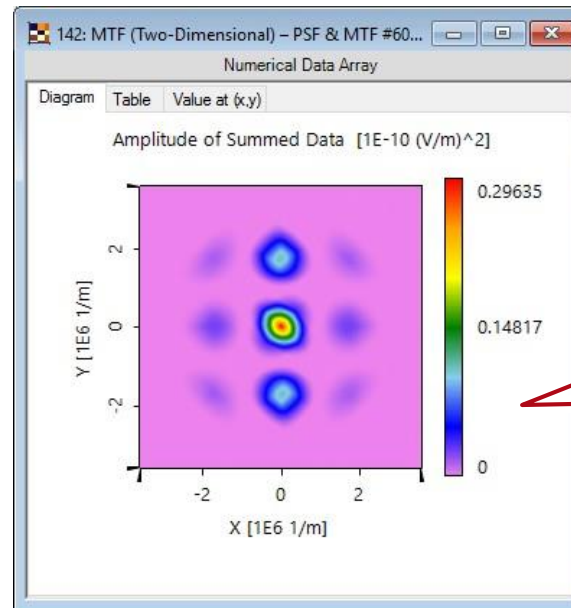 142: MTF (Two-Dimensional) – PSF & MTF #60...
Numerical Data Array
Diagram Table Value at (x,y)
Amplitude of Summed Data [1E-10 (V/m)^2]
0.29635
0.14817
0
Y [1E6 1/m]
2
0
-2
-2 0 2
X [1E6 1/m]